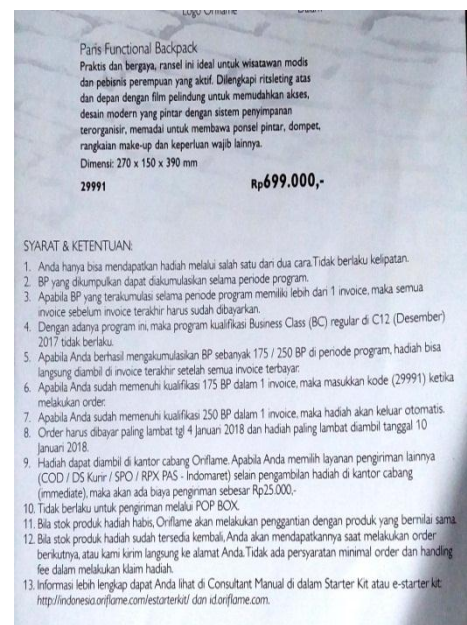 Logo Oriflame
Paris Functional Backpack
Praktis dan bergaya, ransel ini ideal untuk wisatawan modis
dan pebisnis perempuan yang aktif. Dilengkapi ritsleting atas
dan depan dengan film pelindung untuk memudahkan akses,
desain modern yang pintar dengan sistem penyimpanan
terorganisir, memadai untuk membawa ponsel pintar, dompet,
rangkaian make-up dan keperluan wajib lainnya.
Dimensi: 270 x 150 x 390 mm
29991 Rp699.000,-
SYARAT & KETENTUAN:
1. Anda hanya bisa mendapatkan hadiah melalui salah satu dari dua cara. Tidak berlaku kelipatan.
2. BP yang dikumpulkan dapat diakumulasikan selama periode program.
3. Apabila BP yang terakumulasi selama periode program memiliki lebih dari 1 invoice, maka semua
invoice sebelum invoice terakhir harus sudah dibayarkan.
4. Dengan adanya program ini, maka program kualifikasi Business Class (BC) regular di C12 (Desember)
2017 tidak berlaku.
5. Apabila Anda berhasil mengakumulasikan BP sebanyak 175 / 250 BP di periode program, hadiah bisa
langsung diambil di invoice terakhir setelah semua invoice terbayar.
6. Apabila Anda sudah memenuhi kualifikasi 175 BP dalam 1 invoice, maka masukkan kode (29991) ketika
melakukan order.
7. Apabila Anda sudah memenuhi kualifikasi 250 BP dalam 1 invoice, maka hadiah akan keluar otomatis.
8. Order harus dibayar paling lambat tgl 4 Januari 2018 dan hadiah paling lambat diambil tanggal 10
Januari 2018.
9. Hadiah dapat diambil di kantor cabang Oriflame. Apabila Anda memilih layanan pengiriman lainnya
(COD / DS Kurir / SPO / RPX PAS - Indomaret) selain pengambilan hadiah di kantor cabang
(immediate), maka akan ada biaya pengiriman sebesar Rp25.000,-
10. Tidak berlaku untuk pengiriman melalui POP BOX.
11. Bila stok produk hadiah habis, Oriflame akan melakukan penggantian dengan produk yang bernilai sama.
12. Bila stok produk hadiah sudah tersedia kembali, Anda akan mendapatkannya saat melakukan order
berikutnya, atau kami kirim langsung ke alamat Anda. Tidak ada persyaratan minimal order dan handling
fee dalam melakukan klaim hadiah.
13. Informasi lebih lengkap dapat Anda lihat di Consultant Manual di dalam Starter Kit atau e-starter kit:
http://indonesia.oriflame.com/estarterkit/ dan id.oriflame.com.